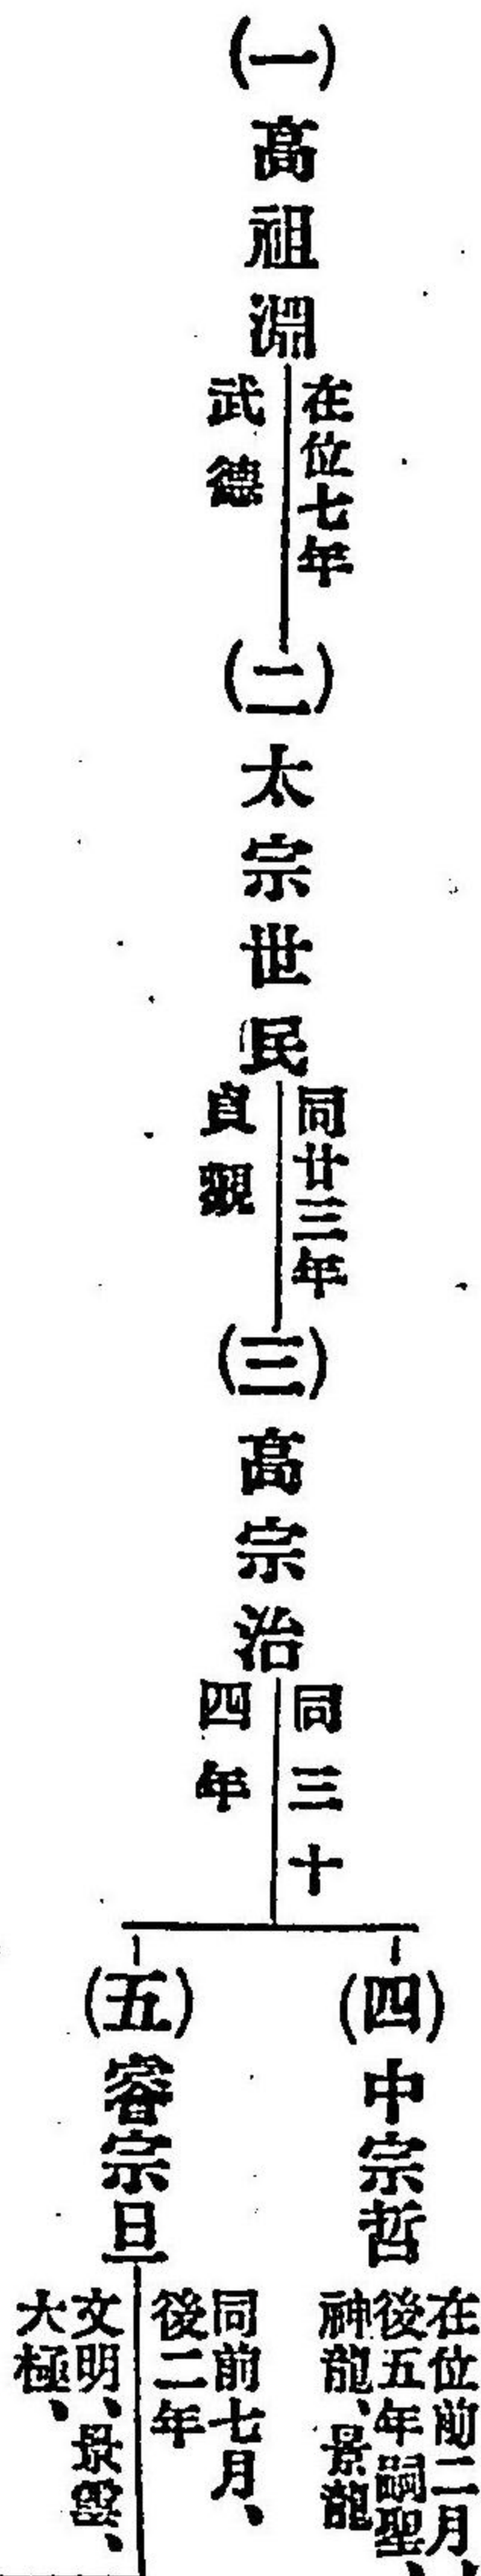 (一)高祖淵
在位七年
武德
(二)太宗世民
同廿三年
貞觀
(三)高宗治
同三十
四年
(四)中宗哲
在位前二月、
後五年嗣聖、
神龍、景龍
(五)睿宗旦
同前七月、
後二年
文明、景雲、
大極、